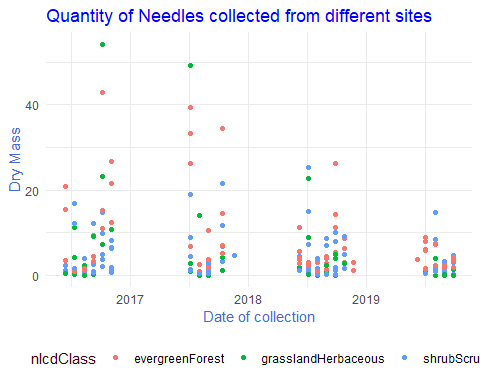 Quantity of Needles collected from different sites
Dry Mass
40
20
0
2017 2018 2019
Date of collection
nlcdClass evergreenForest grasslandHerbaceous shrubScru